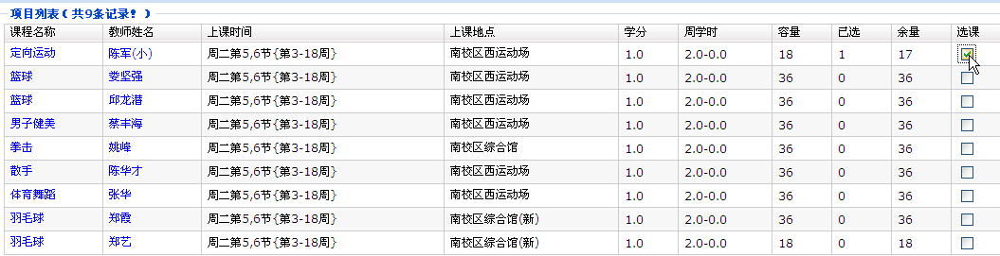 项目列表（共9条记录！）
课程名称 教师姓名 上课时间 上课地点 学分 周学时 容量 已选 余量 选课
定向运动 陈军(小) 周二第5,6节{第3-18周} 南校区西运动场 1.0 2.0-0.0 18 1 17
篮球 娄坚强 周二第5,6节{第3-18周} 南校区西运动场 1.0 2.0-0.0 36 0 36
篮球 邱龙潜 周二第5,6节{第3-18周} 南校区西运动场 1.0 2.0-0.0 36 0 36
男子健美 蔡丰海 周二第5,6节{第3-18周} 南校区西运动场 1.0 2.0-0.0 36 0 36
拳击 姚峰 周二第5,6节{第3-18周} 南校区综合馆 1.0 2.0-0.0 36 0 36
散手 陈华才 周二第5,6节{第3-18周} 南校区西运动场 1.0 2.0-0.0 36 0 36
体育舞蹈 张华 周二第5,6节{第3-18周} 南校区西运动场 1.0 2.0-0.0 36 0 36
羽毛球 郑霞 周二第5,6节{第3-18周} 南校区综合馆(新) 1.0 2.0-0.0 36 0 36
羽毛球 郑艺 周二第5,6节{第3-18周} 南校区综合馆(新) 1.0 2.0-0.0 18 0 18